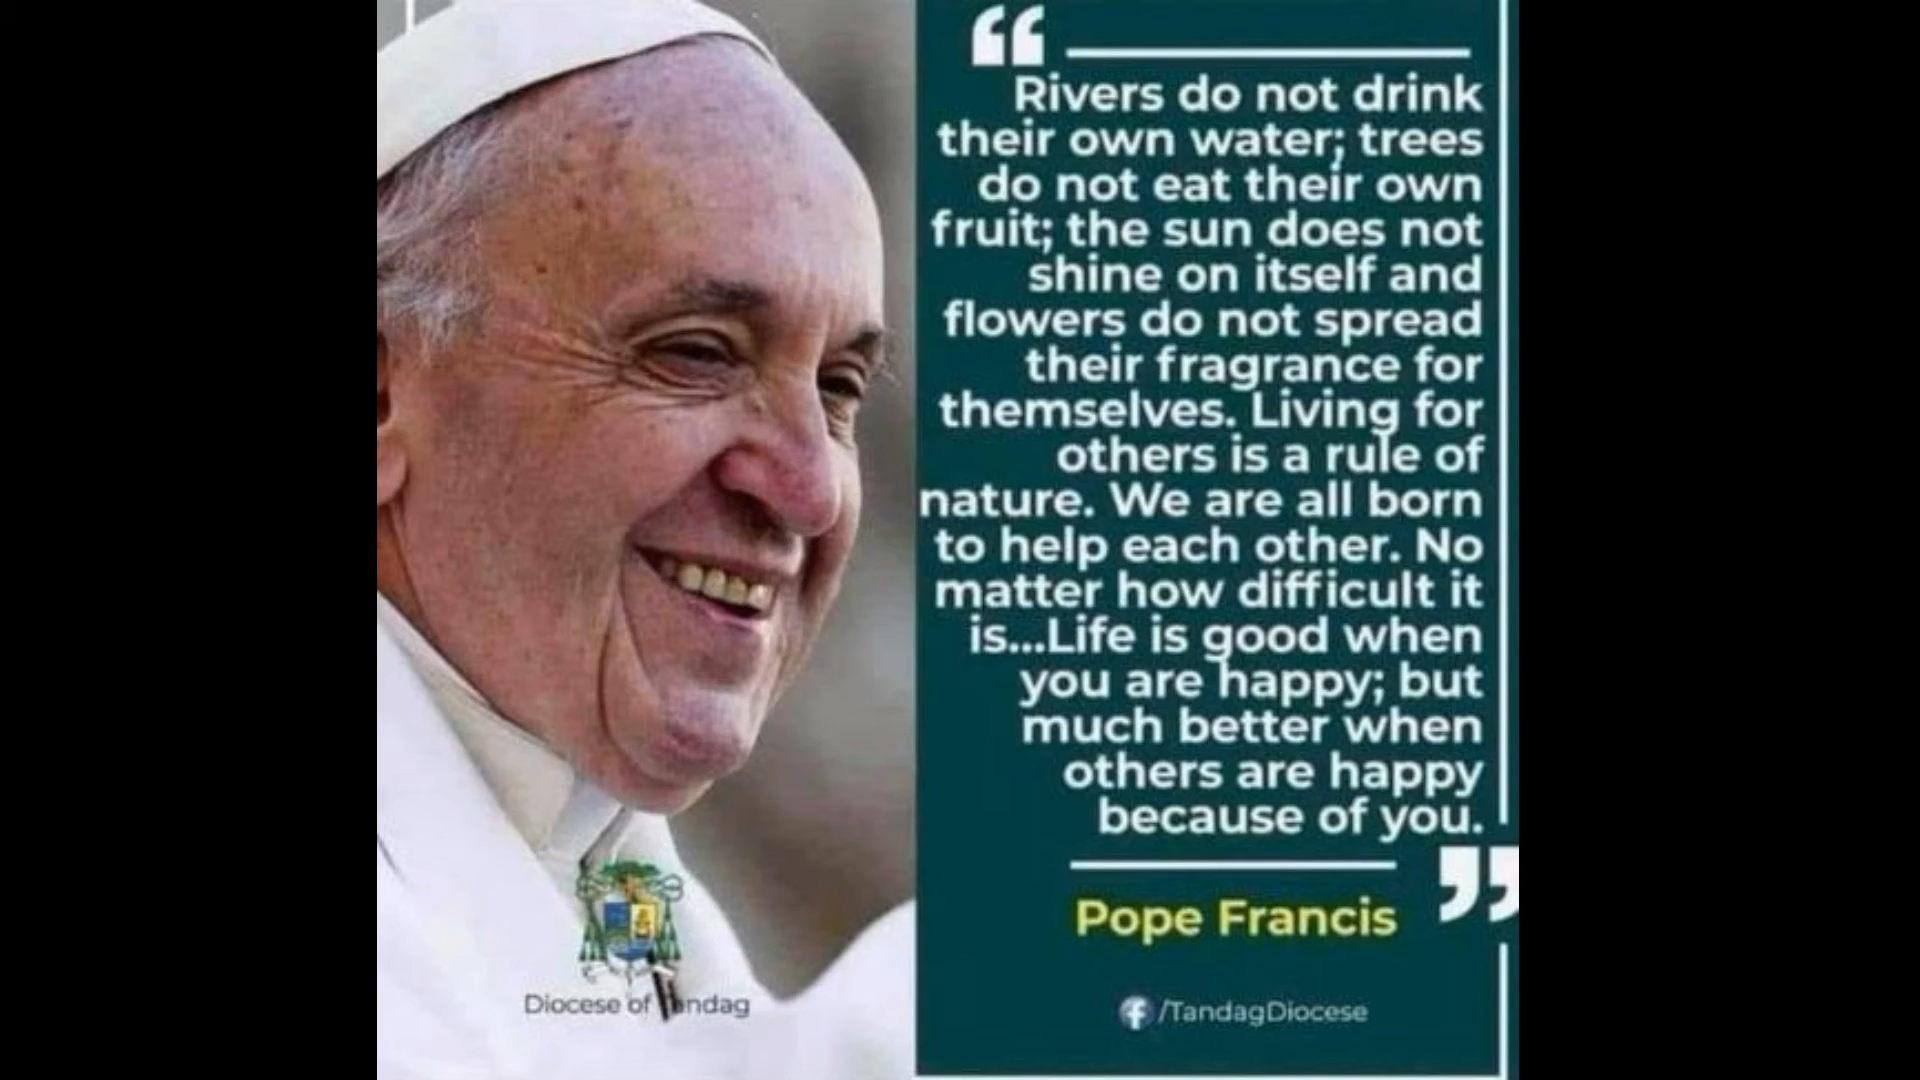 “
Rivers do not drink
their own water; trees
do not eat their own
fruit; the sun does not
shine on itself and
flowers do not spread
their fragrance for
themselves. Living for
others is a rule of
nature. We are all born
to help each other. No
matter how difficult it
is...Life is good when
you are happy; but
much better when
others are happy
because of you.
”
Pope Francis
Diocese of Tandag
/TandagDiocese